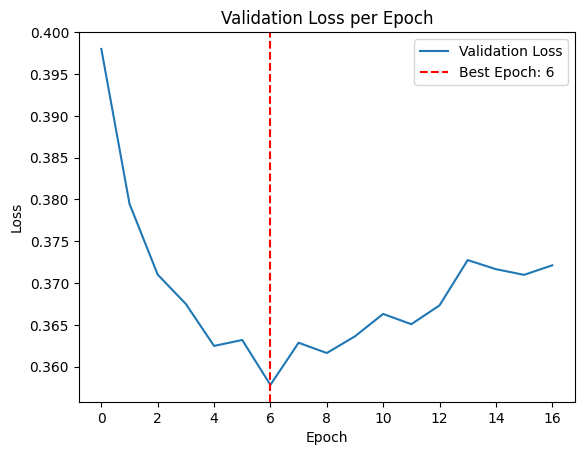 Validation Loss per Epoch
Validation Loss
Best Epoch: 6
Loss
0.400
0.395
0.390
0.385
0.380
0.375
0.370
0.365
0.360
0 2 4 6 8 10 12 14 16
Epoch